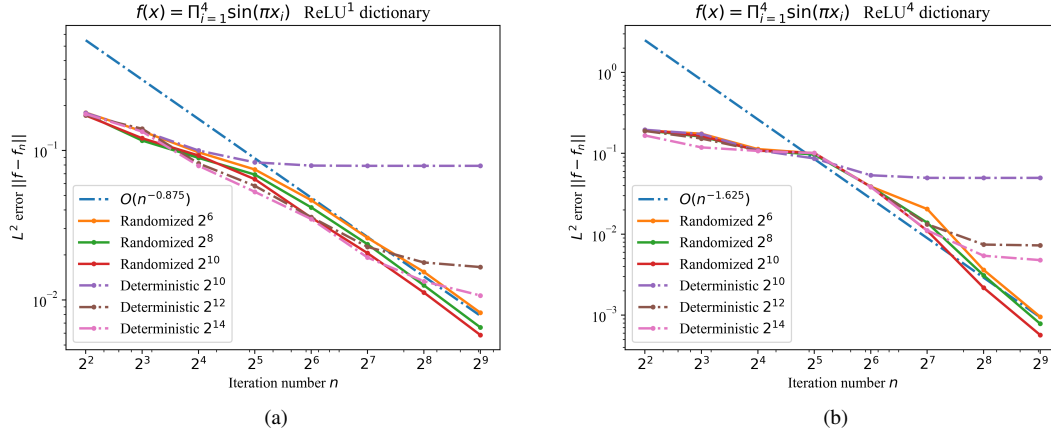 f(x) = Π⁴ᵢ₌₁ sin(πxᵢ) ReLU¹ dictionary
L² error ||f − fₙ||
10⁻¹
10⁻²
O(n⁻⁰·⁸⁷⁵)
Randomized 2⁶
Randomized 2⁸
Randomized 2¹⁰
Deterministic 2¹⁰
Deterministic 2¹²
Deterministic 2¹⁴
2² 2³ 2⁴ 2⁵ 2⁶ 2⁷ 2⁸ 2⁹
Iteration number n
(a)
f(x) = Π⁴ᵢ₌₁ sin(πxᵢ) ReLU⁴ dictionary
L² error ||f − fₙ||
10⁰
10⁻¹
10⁻²
10⁻³
O(n⁻¹·⁶²⁵)
Randomized 2⁶
Randomized 2⁸
Randomized 2¹⁰
Deterministic 2¹⁰
Deterministic 2¹²
Deterministic 2¹⁴
2² 2³ 2⁴ 2⁵ 2⁶ 2⁷ 2⁸ 2⁹
Iteration number n
(b)